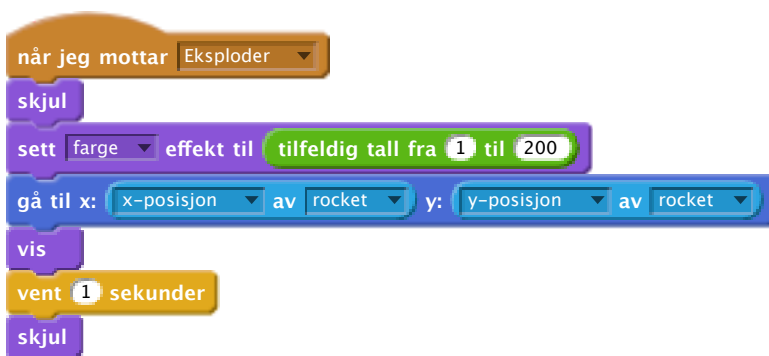 når jeg mottar Eksploder
skjul
sett farge effekt til tilfeldig tall fra 1 til 200
gå til x: x-posisjon av rocket y: y-posisjon av rocket
vis
vent 1 sekunder
skjul